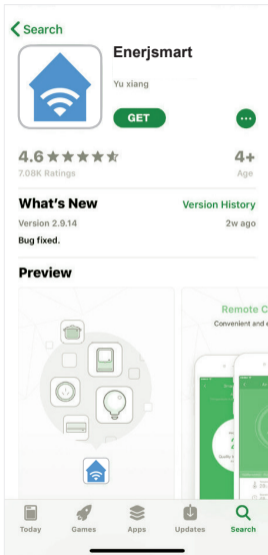 Search
Enerjsmart
Yu xiang
GET
4.6
4+
7.08K Ratings
Age
What's New
Version History
Version 2.9.14
2w ago
Bug fixed.
Preview
Remote C
Convenient and e
Today
Games
Apps
Updates
Search